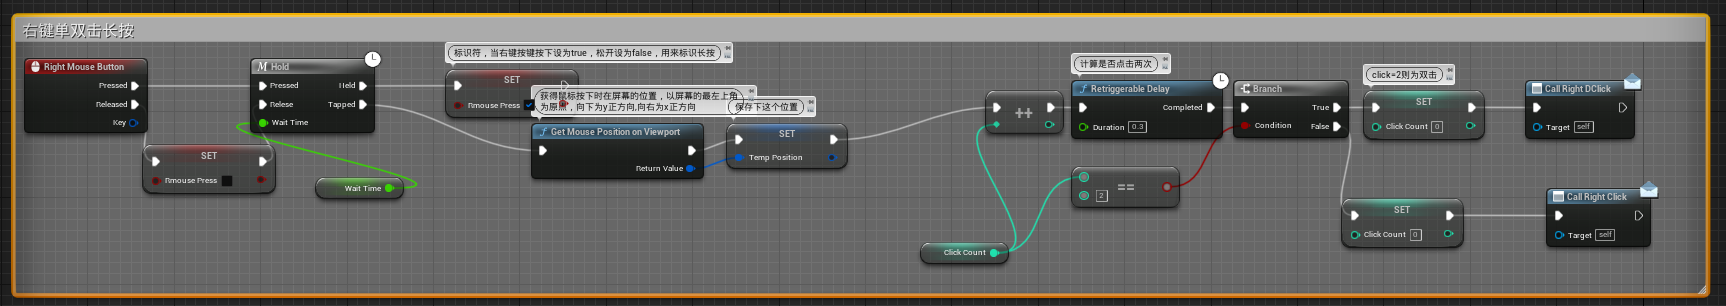 右键单双击长按
Right Mouse Button
Pressed
Released
Key
SET
Rmouse Press
Hold
Pressed
Held
Relese
Tapped
Wait Time
Wait Time
标识符，当右键按键按下设为true，松开设为false，用来标识长按
SET
Rmouse Press
获得鼠标按下时在屏幕的位置，以屏幕的最左上角
为原点，向下为y正方向,向右为x正方向
Get Mouse Position on Viewport
Return Value
保存下这个位置
SET
Temp Position
++
Click Count
计算是否点击两次
Retriggerable Delay
Completed
Duration 0.3
2 ==
Branch
True
Condition
False
click=2则为双击
SET
Click Count 0
Call Right DClick
Target self
SET
Click Count 0
Call Right Click
Target self